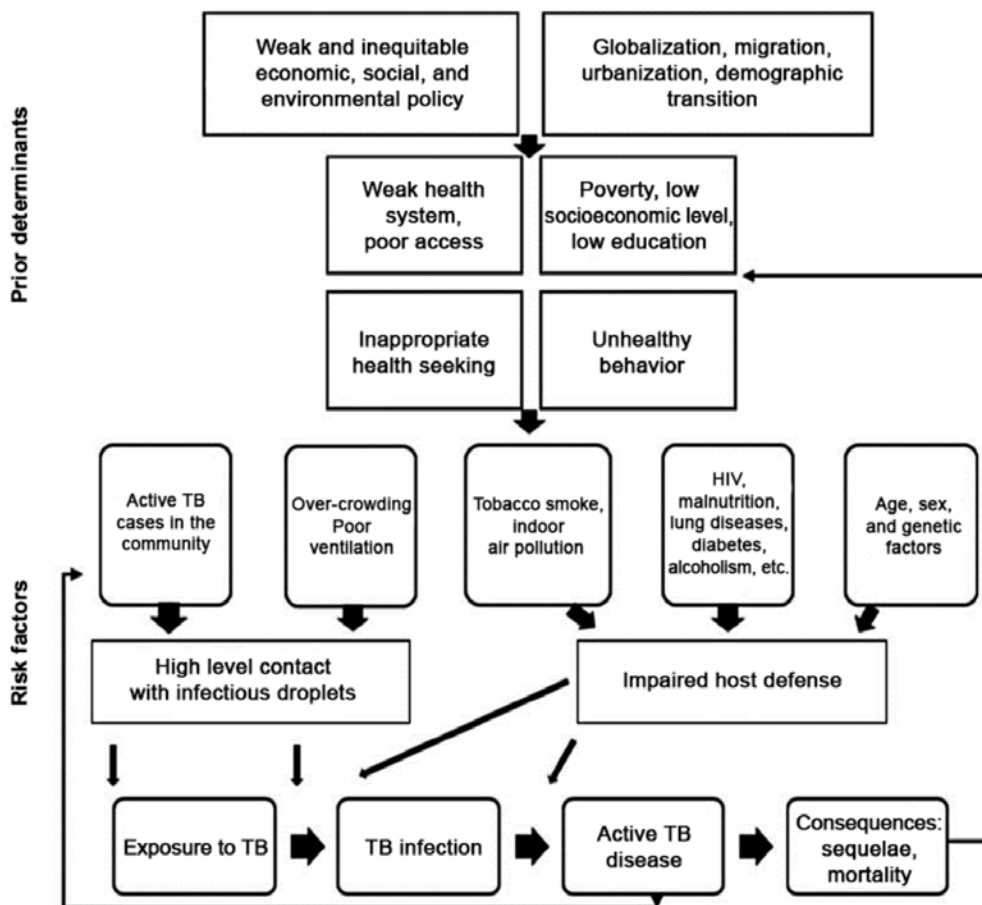 Prior determinants
Weak and inequitable
economic, social, and
environmental policy
Globalization, migration,
urbanization, demographic
transition
Weak health
system,
poor access
Poverty, low
socioeconomic level,
low education
Inappropriate
health seeking
Unhealthy
behavior
Risk factors
Active TB
cases in the
community
Over-crowding
Poor
ventilation
Tobacco smoke,
indoor
air pollution
HIV,
malnutrition,
lung diseases,
diabetes,
alcoholism, etc.
Age, sex,
and genetic
factors
High level contact
with infectious droplets
Impaired host defense
Exposure to TB
TB infection
Active TB
disease
Consequences:
sequelae,
mortality